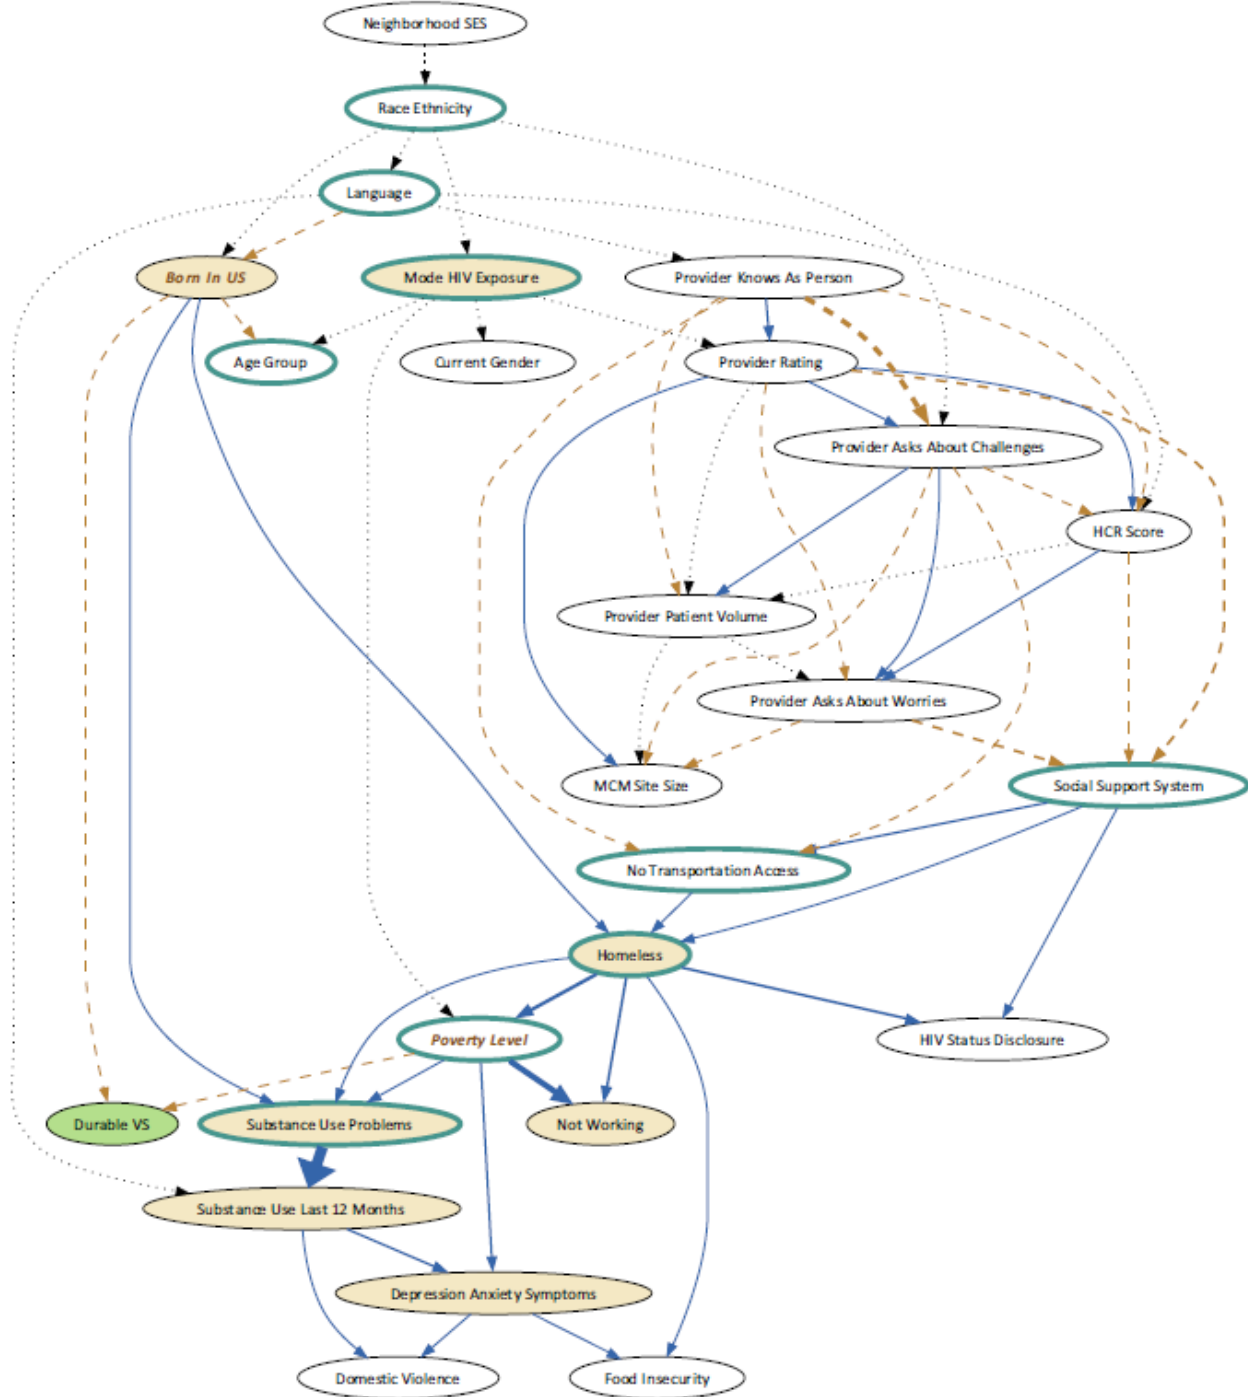 Neighborhood SES
Race Ethnicity
Language
Born In US
Mode HIV Exposure
Provider Knows As Person
Age Group
Current Gender
Provider Rating
Provider Asks About Challenges
HCR Score
Provider Patient Volume
Provider Asks About Worries
MCM Site Size
Social Support System
No Transportation Access
Homeless
Poverty Level
HIV Status Disclosure
Durable VS
Substance Use Problems
Not Working
Substance Use Last 12 Months
Depression Anxiety Symptoms
Domestic Violence
Food Insecurity